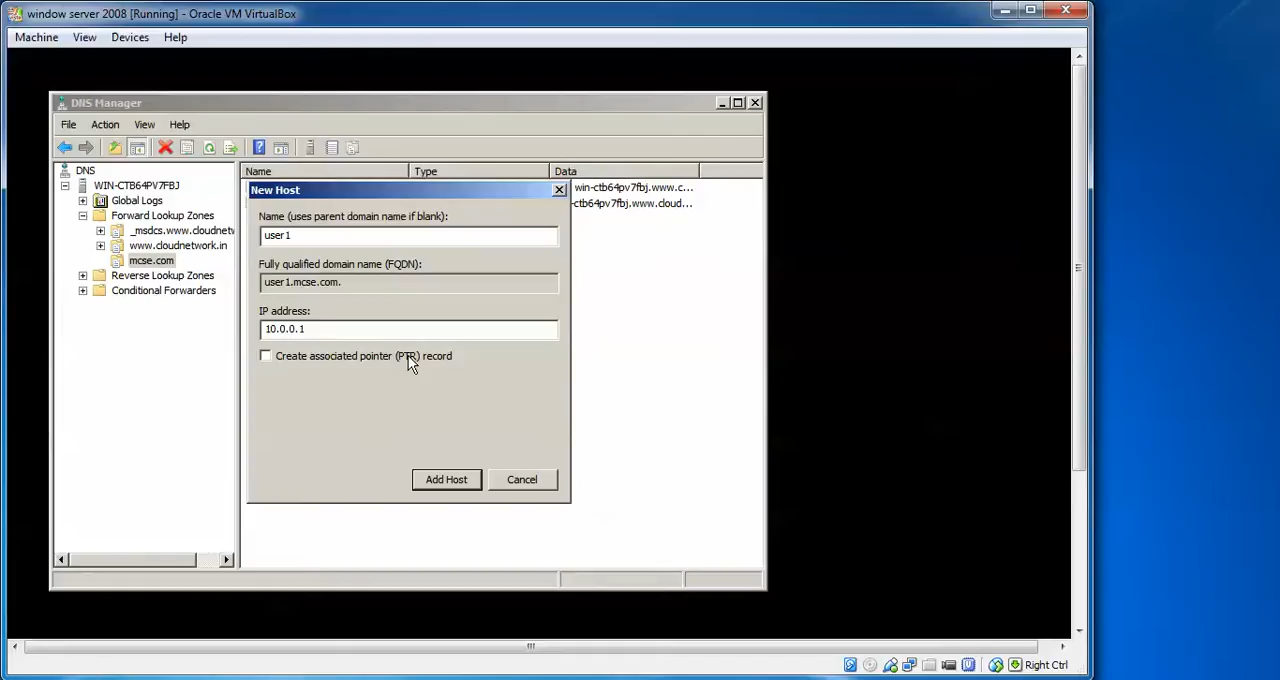 window server 2008 [Running] - Oracle VM VirtualBox
Machine View Devices Help
DNS Manager
File Action View Help
DNS
WIN-CTB64PV7FBJ
Global Logs
Forward Lookup Zones
_msdcs.www.cloudnetw
www.cloudnetwork.in
mcse.com
Reverse Lookup Zones
Conditional Forwarders
Name Type Data
win-ctb64pv7fbj.www.c...
-ctb64pv7fbj.www.cloud...
New Host
Name (uses parent domain name if blank):
user1
Fully qualified domain name (FQDN):
user1.mcse.com.
IP address:
10.0.0.1
Create associated pointer (PTR) record
Add Host Cancel
Right Ctrl